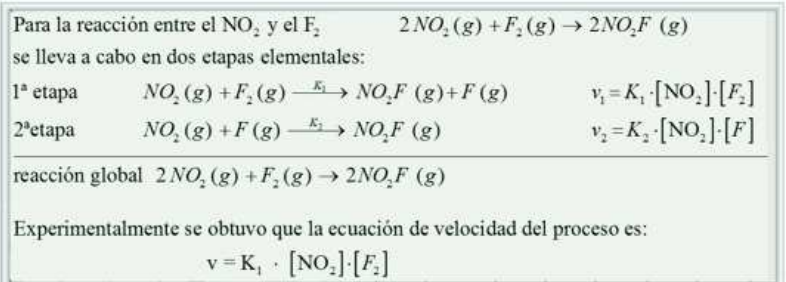 Para la reacción entre el NO₂ y el F₂ 2NO₂(g)+F₂(g)→2NO₂F (g)
se lleva a cabo en dos etapas elementales:
1ª etapa NO₂(g)+F₂(g) —K₁→ NO₂F (g)+F(g) v₁=K₁·[NO₂]·[F₂]
2ªetapa NO₂(g)+F(g) —K₂→ NO₂F (g) v₂=K₂·[NO₂]·[F]
reacción global 2NO₂(g)+F₂(g)→2NO₂F (g)
Experimentalmente se obtuvo que la ecuación de velocidad del proceso es:
v = K₁ · [NO₂]·[F₂]